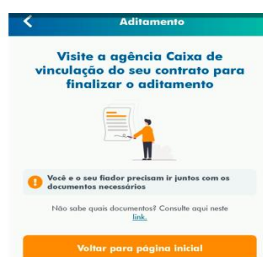 Aditamento
Visite a agência Caixa de
vinculação do seu contrato para
finalizar o aditamento
Você e o seu fiador precisam ir juntos com os
documentos necessários
Não sabe quais documentos? Consulte aqui neste
link.
Voltar para página inicial